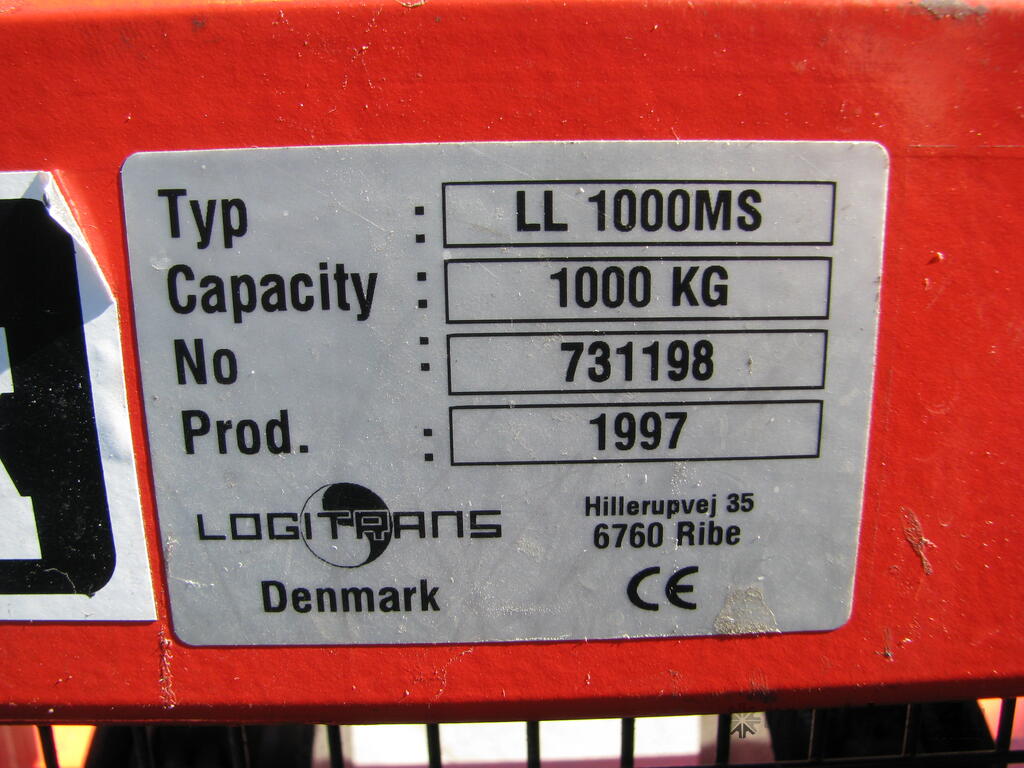 Typ : LL 1000MS
Capacity : 1000 KG
No : 731198
Prod. : 1997
LOGITRANS
Denmark
Hillerupvej 35
6760 Ribe
CE